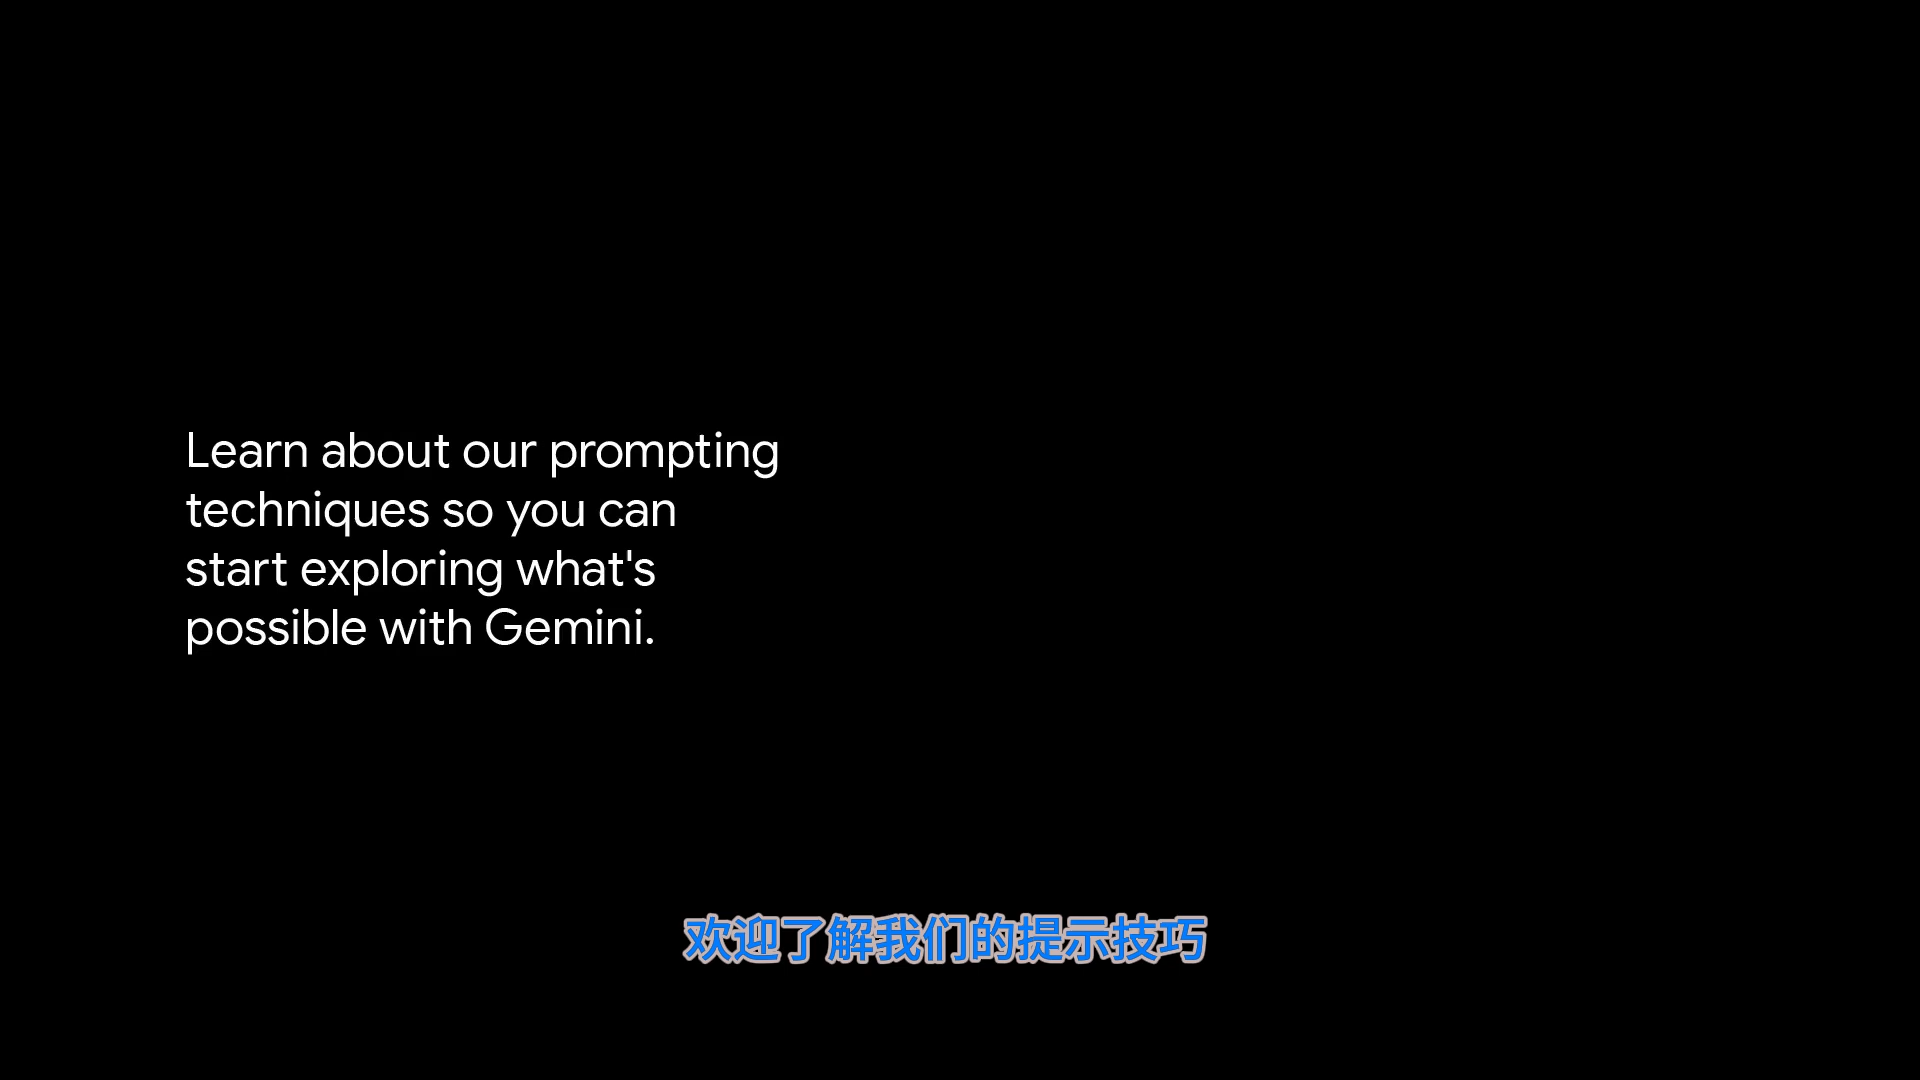 Learn about our prompting
techniques so you can
start exploring what's
possible with Gemini.
欢迎了解我们的提示技巧